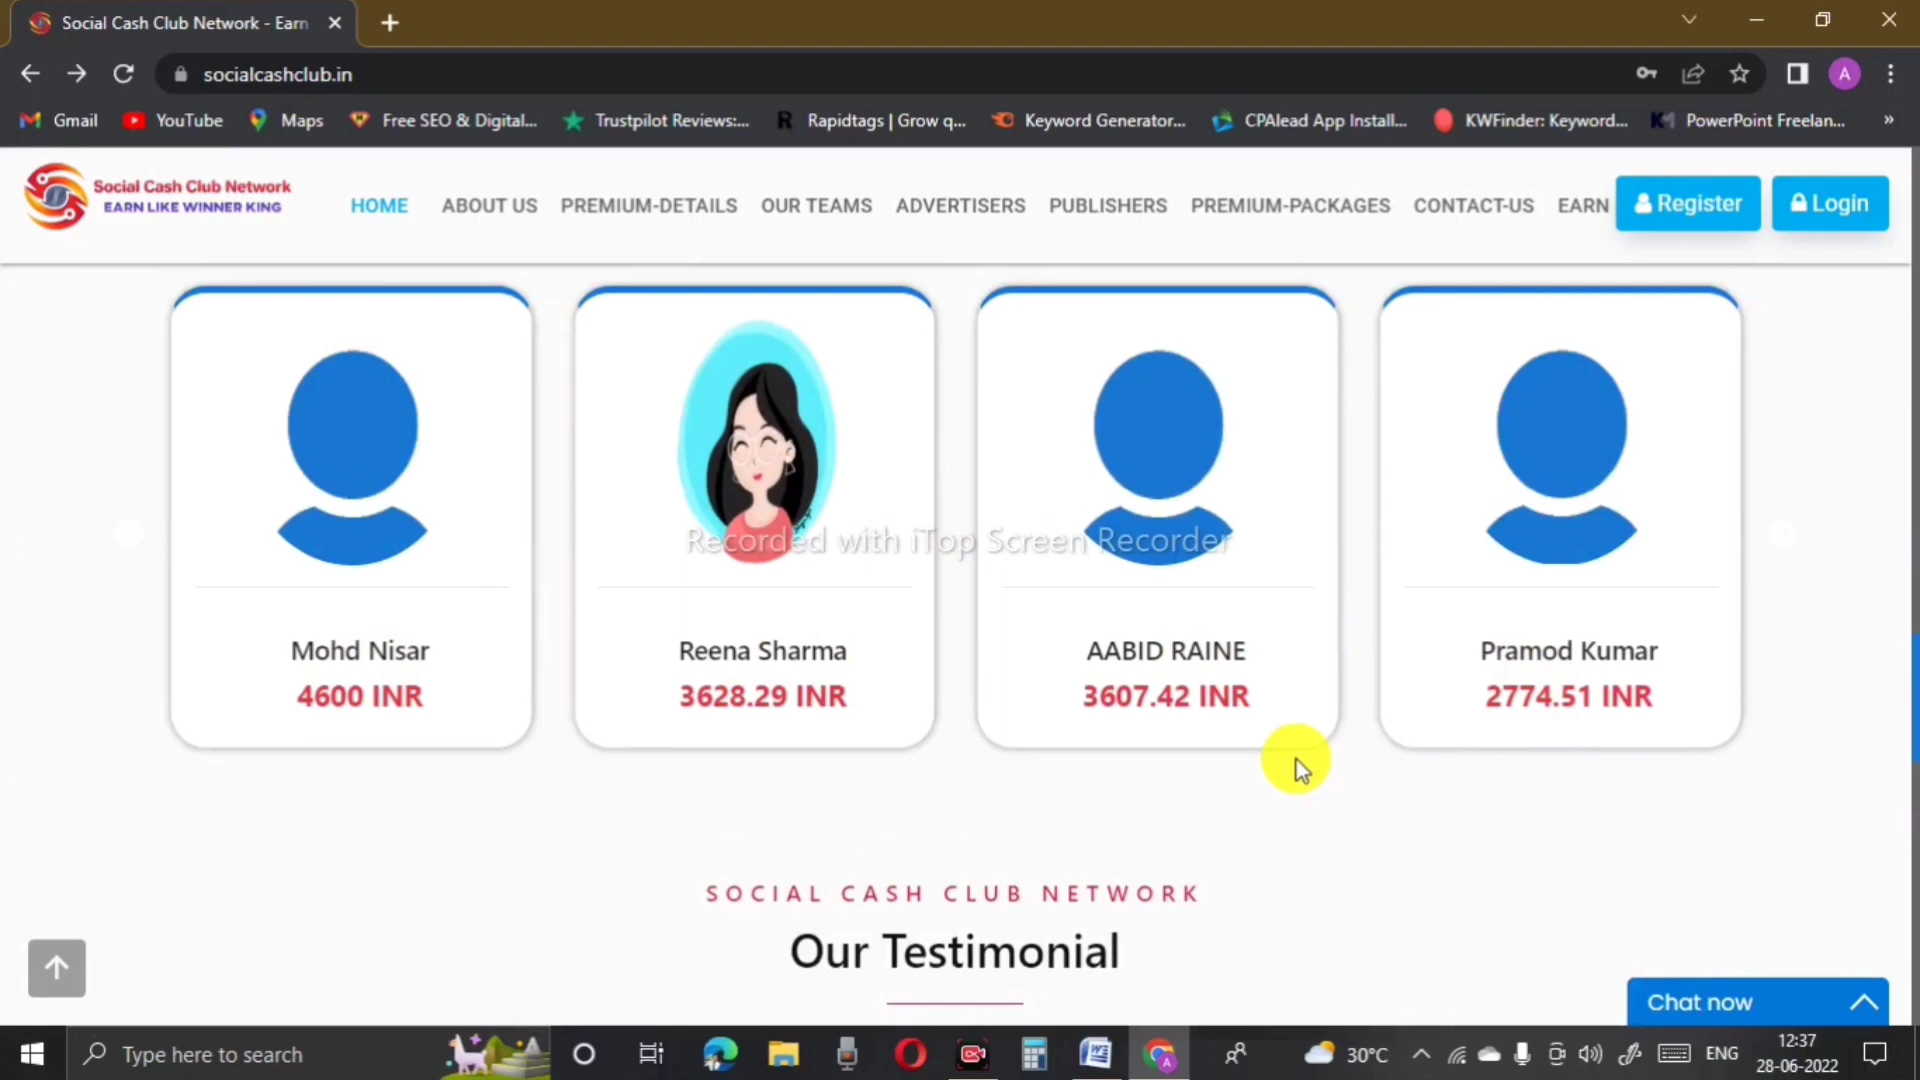 Social Cash Club Network - Earn
socialcashclub.in
A
Gmail YouTube Maps Free SEO & Digital... Trustpilot Reviews:... Rapidtags | Grow q... Keyword Generator... CPAlead App Install... KWFinder: Keyword... PowerPoint Freelan... »
Social Cash Club Network
EARN LIKE WINNER KING
HOME ABOUT US PREMIUM-DETAILS OUR TEAMS ADVERTISERS PUBLISHERS PREMIUM-PACKAGES CONTACT-US EARN Register Login
Recorded with iTop Screen Recorder
Mohd Nisar Reena Sharma AABID RAINE Pramod Kumar
4600 INR 3628.29 INR 3607.42 INR 2774.51 INR
SOCIAL CASH CLUB NETWORK
Our Testimonial
Chat now
Type here to search 30°C ENG 12:37
28-06-2022